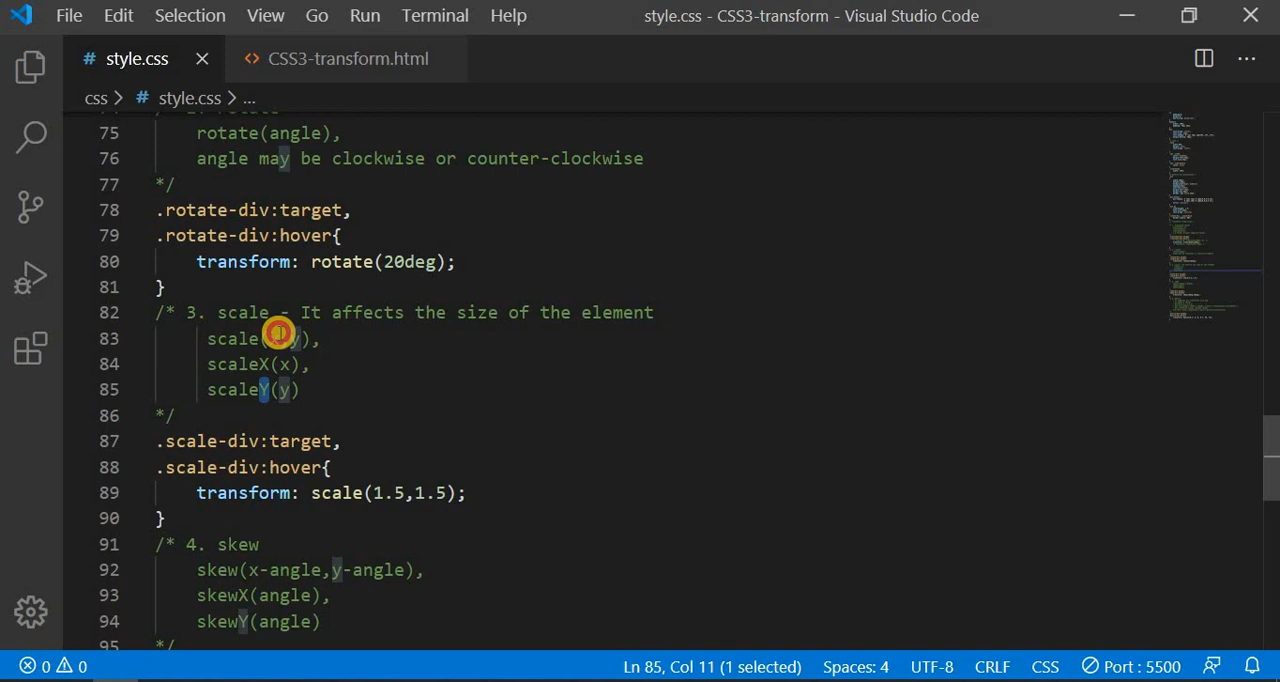 File Edit Selection View Go Run Terminal Help
style.css - CSS3-transform - Visual Studio Code
# style.css
<> CSS3-transform.html
css > # style.css > ...
75 rotate(angle),
76 angle may be clockwise or counter-clockwise
77 */
78 .rotate-div:target,
79 .rotate-div:hover{
80 transform: rotate(20deg);
81 }
82 /* 3. scale - It affects the size of the element
83 scale( y),
84 scaleX(x),
85 scaleY(y)
86 */
87 .scale-div:target,
88 .scale-div:hover{
89 transform: scale(1.5,1.5);
90 }
91 /* 4. skew
92 skew(x-angle,y-angle),
93 skewX(angle),
94 skewY(angle)
95 */
0 0 Ln 85, Col 11 (1 selected) Spaces: 4 UTF-8 CRLF CSS Port : 5500